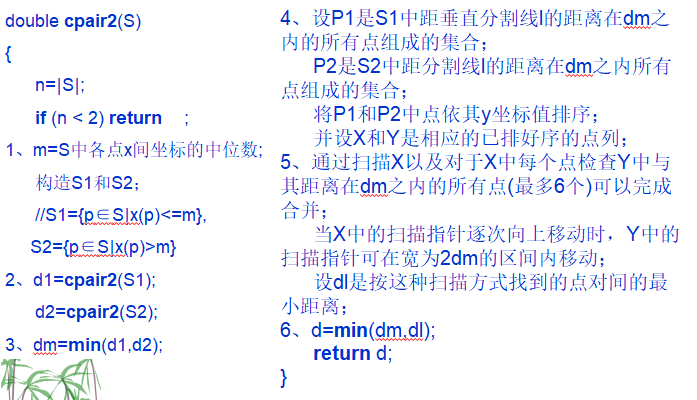 double cpair2(S)
{
n=|S|;
if (n < 2) return ;
1、m=S中各点x间坐标的中位数;
构造S1和S2；
//S1={p∈S|x(p)<=m},
S2={p∈S|x(p)>m}
2、d1=cpair2(S1);
d2=cpair2(S2);
3、dm=min(d1,d2);
4、设P1是S1中距垂直分割线l的距离在dm之
内的所有点组成的集合；
P2是S2中距分割线l的距离在dm之内所有
点组成的集合；
将P1和P2中点依其y坐标值排序；
并设X和Y是相应的已排好序的点列；
5、通过扫描X以及对于X中每个点检查Y中与
其距离在dm之内的所有点(最多6个)可以完成
合并；
当X中的扫描指针逐次向上移动时，Y中的
扫描指针可在宽为2dm的区间内移动；
设dl是按这种扫描方式找到的点对间的最
小距离；
6、d=min(dm,dl);
return d;
}